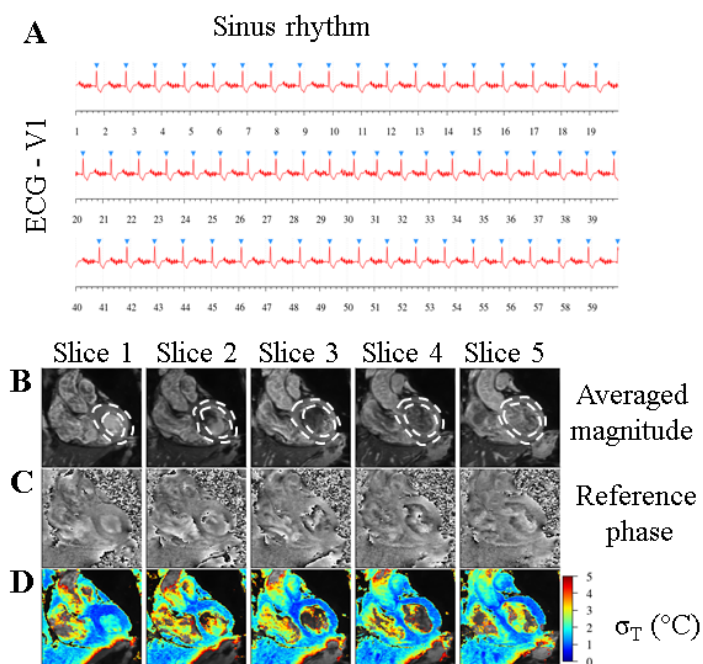 A
Sinus rhythm
ECG - V1
1 2 3 4 5 6 7 8 9 10 11 12 13 14 15 16 17 18 19
20 21 22 23 24 25 26 27 28 29 30 31 32 33 34 35 36 37 38 39
40 41 42 43 44 45 46 47 48 49 50 51 52 53 54 55 56 57 58 59
Slice 1 Slice 2 Slice 3 Slice 4 Slice 5
B
Averaged
magnitude
C
Reference
phase
D
5
4
3
2
1
0
σT (°C)